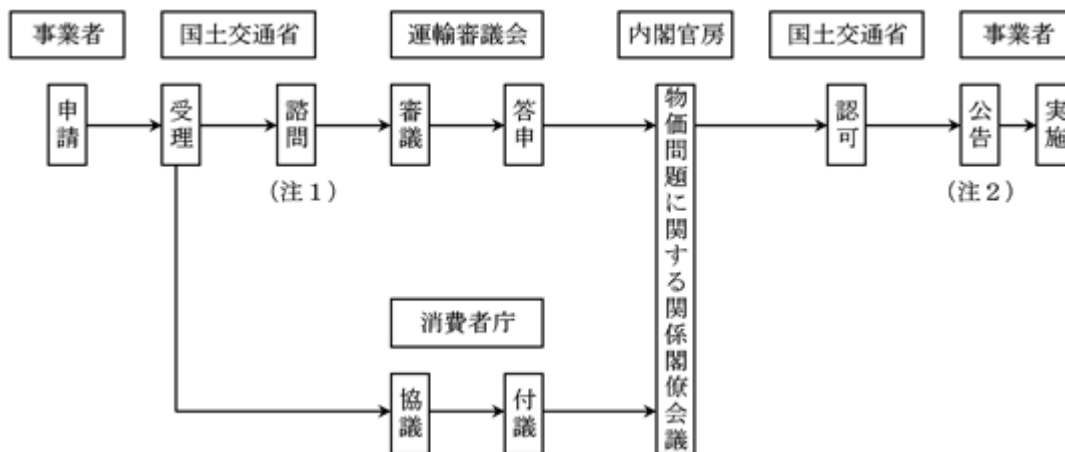 事業者
国土交通省
運輸審議会
内閣官房
国土交通省
事業者
申請
受理
諮問
審議
答申
物価問題に関する関係閣僚会議
認可
公告
実施
(注1)
(注2)
消費者庁
協議
付議